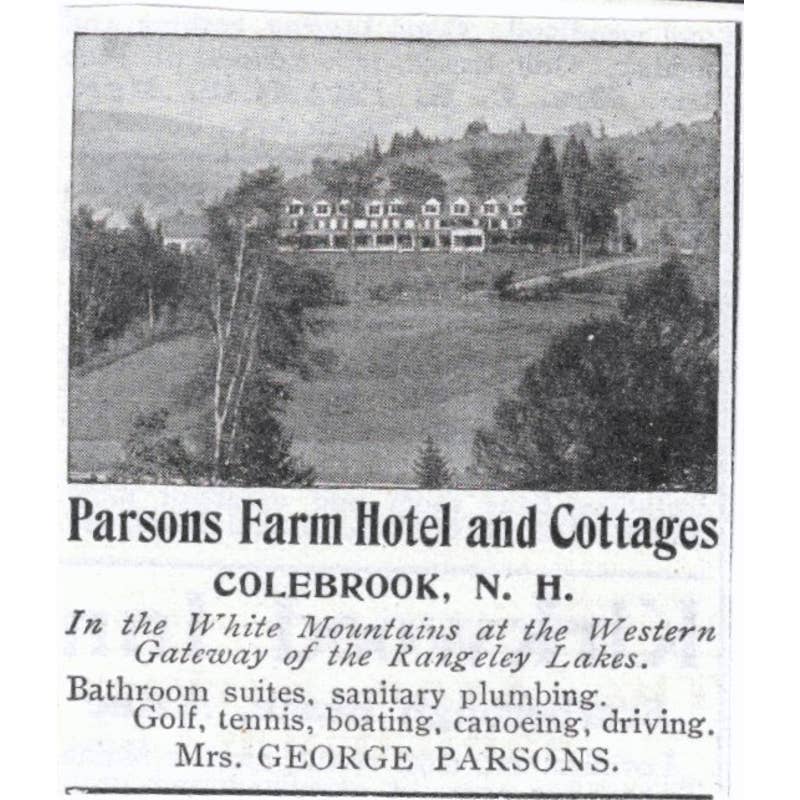 Parsons Farm Hotel and Cottages
COLEBROOK, N. H.
In the White Mountains at the Western
Gateway of the Rangeley Lakes.
Bathroom suites, sanitary plumbing.
Golf, tennis, boating, canoeing, driving.
Mrs. GEORGE PARSONS.